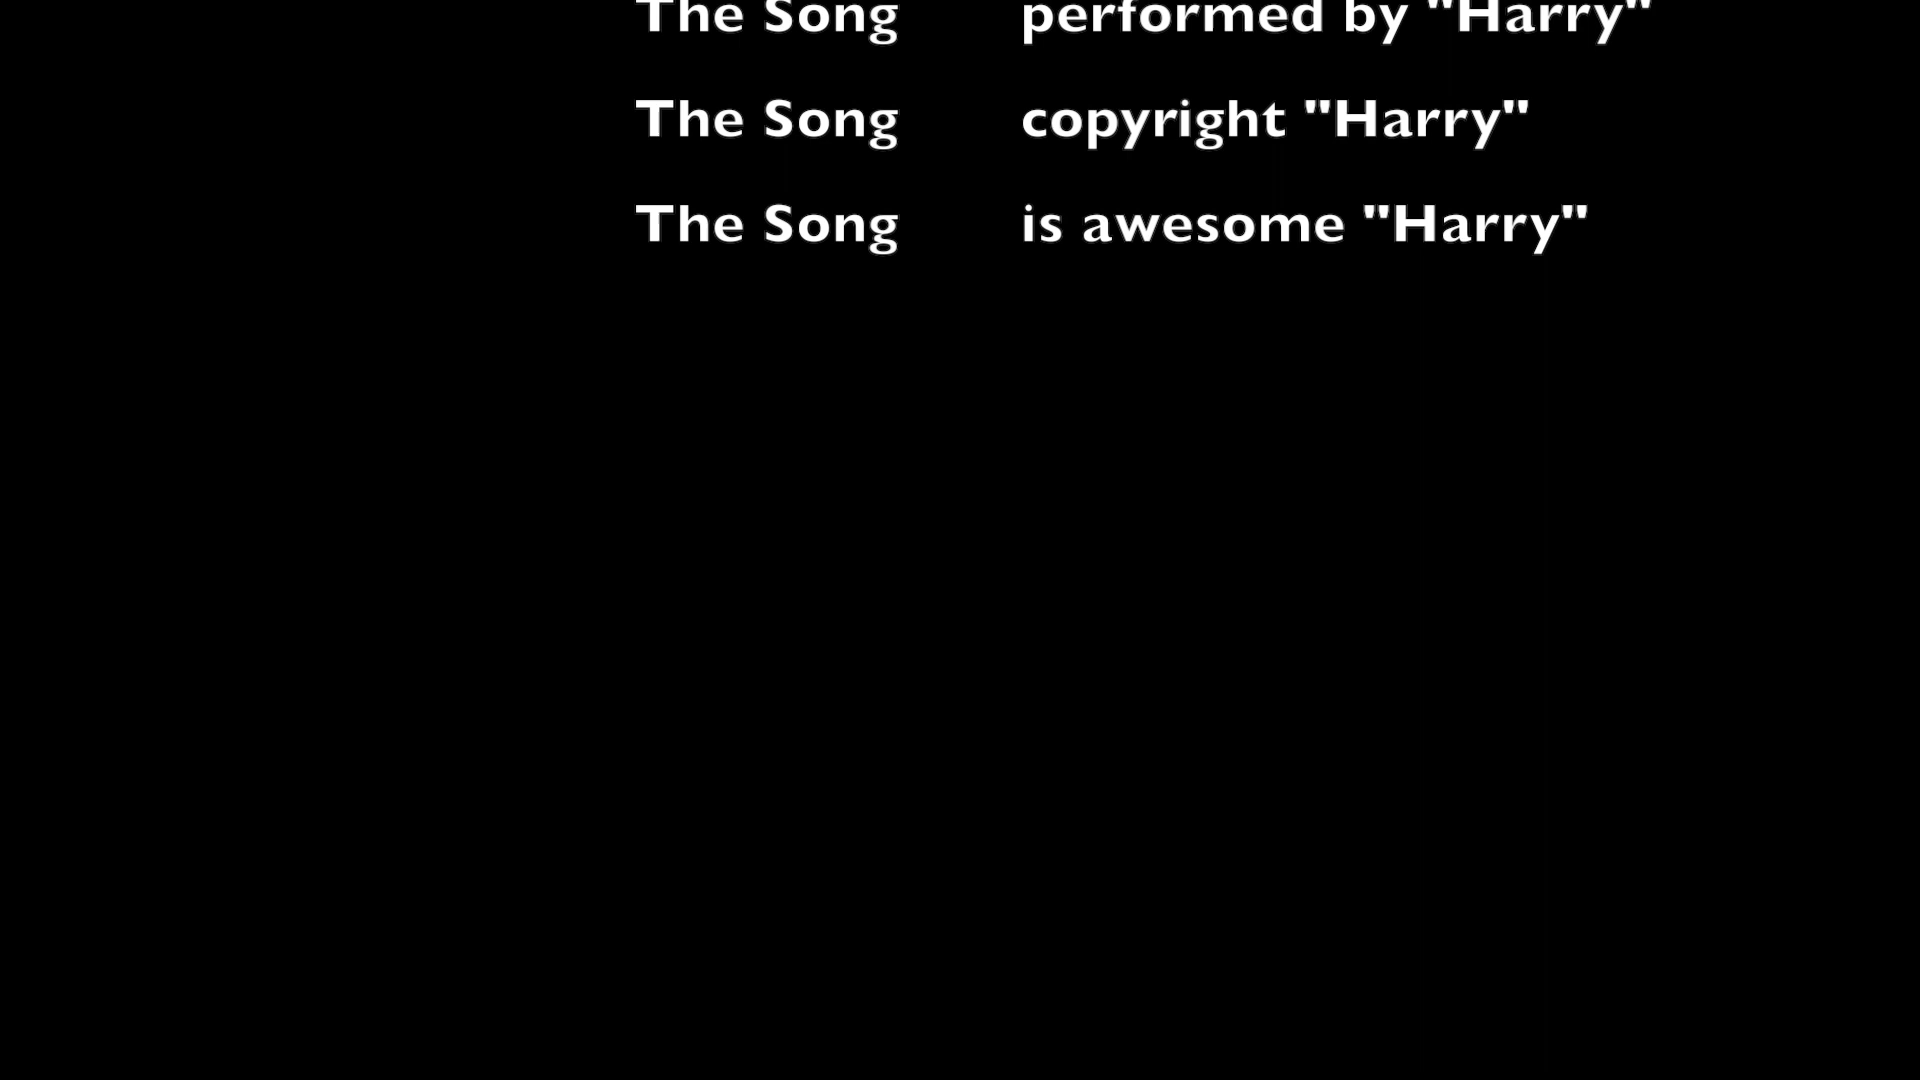 The Song performed by "Harry"
The Song copyright "Harry"
The Song is awesome "Harry"